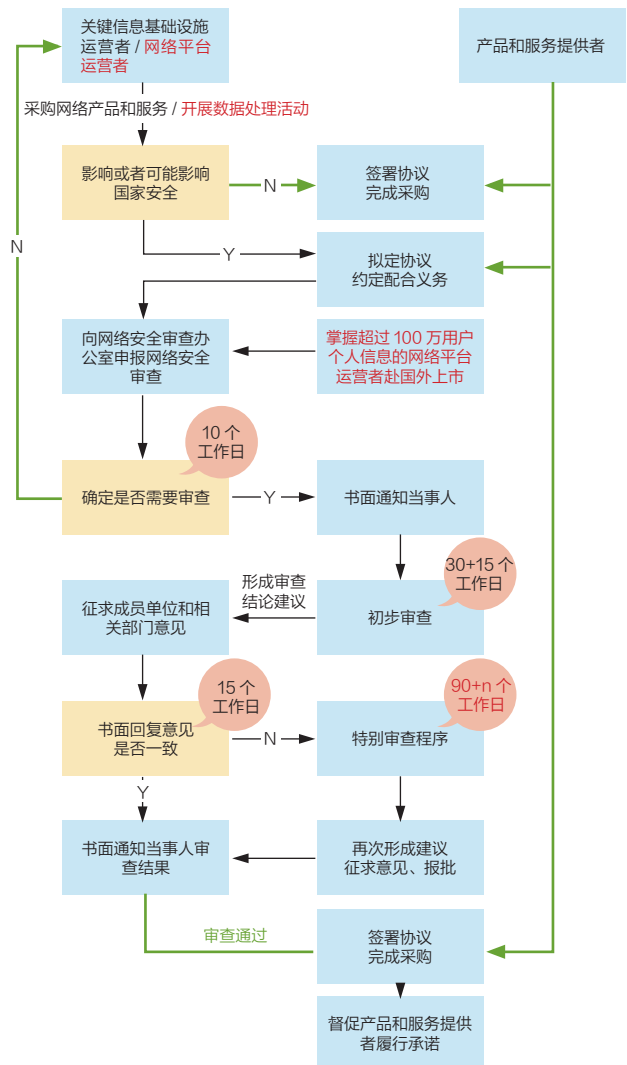 关键信息基础设施
运营者 / 网络平台
运营者
产品和服务提供者
采购网络产品和服务 / 开展数据处理活动
影响或者可能影响
国家安全
N
签署协议
完成采购
N
Y
拟定协议
约定配合义务
向网络安全审查办
公室申报网络安全
审查
掌握超过 100 万用户
个人信息的网络平台
运营者赴国外上市
10 个
工作日
确定是否需要审查
Y
书面通知当事人
30+15 个
工作日
形成审查
结论建议
征求成员单位和相
关部门意见
初步审查
15 个
工作日
90+n 个
工作日
书面回复意见
是否一致
N
特别审查程序
Y
书面通知当事人审
查结果
再次形成建议
征求意见、报批
审查通过
签署协议
完成采购
督促产品和服务提供
者履行承诺